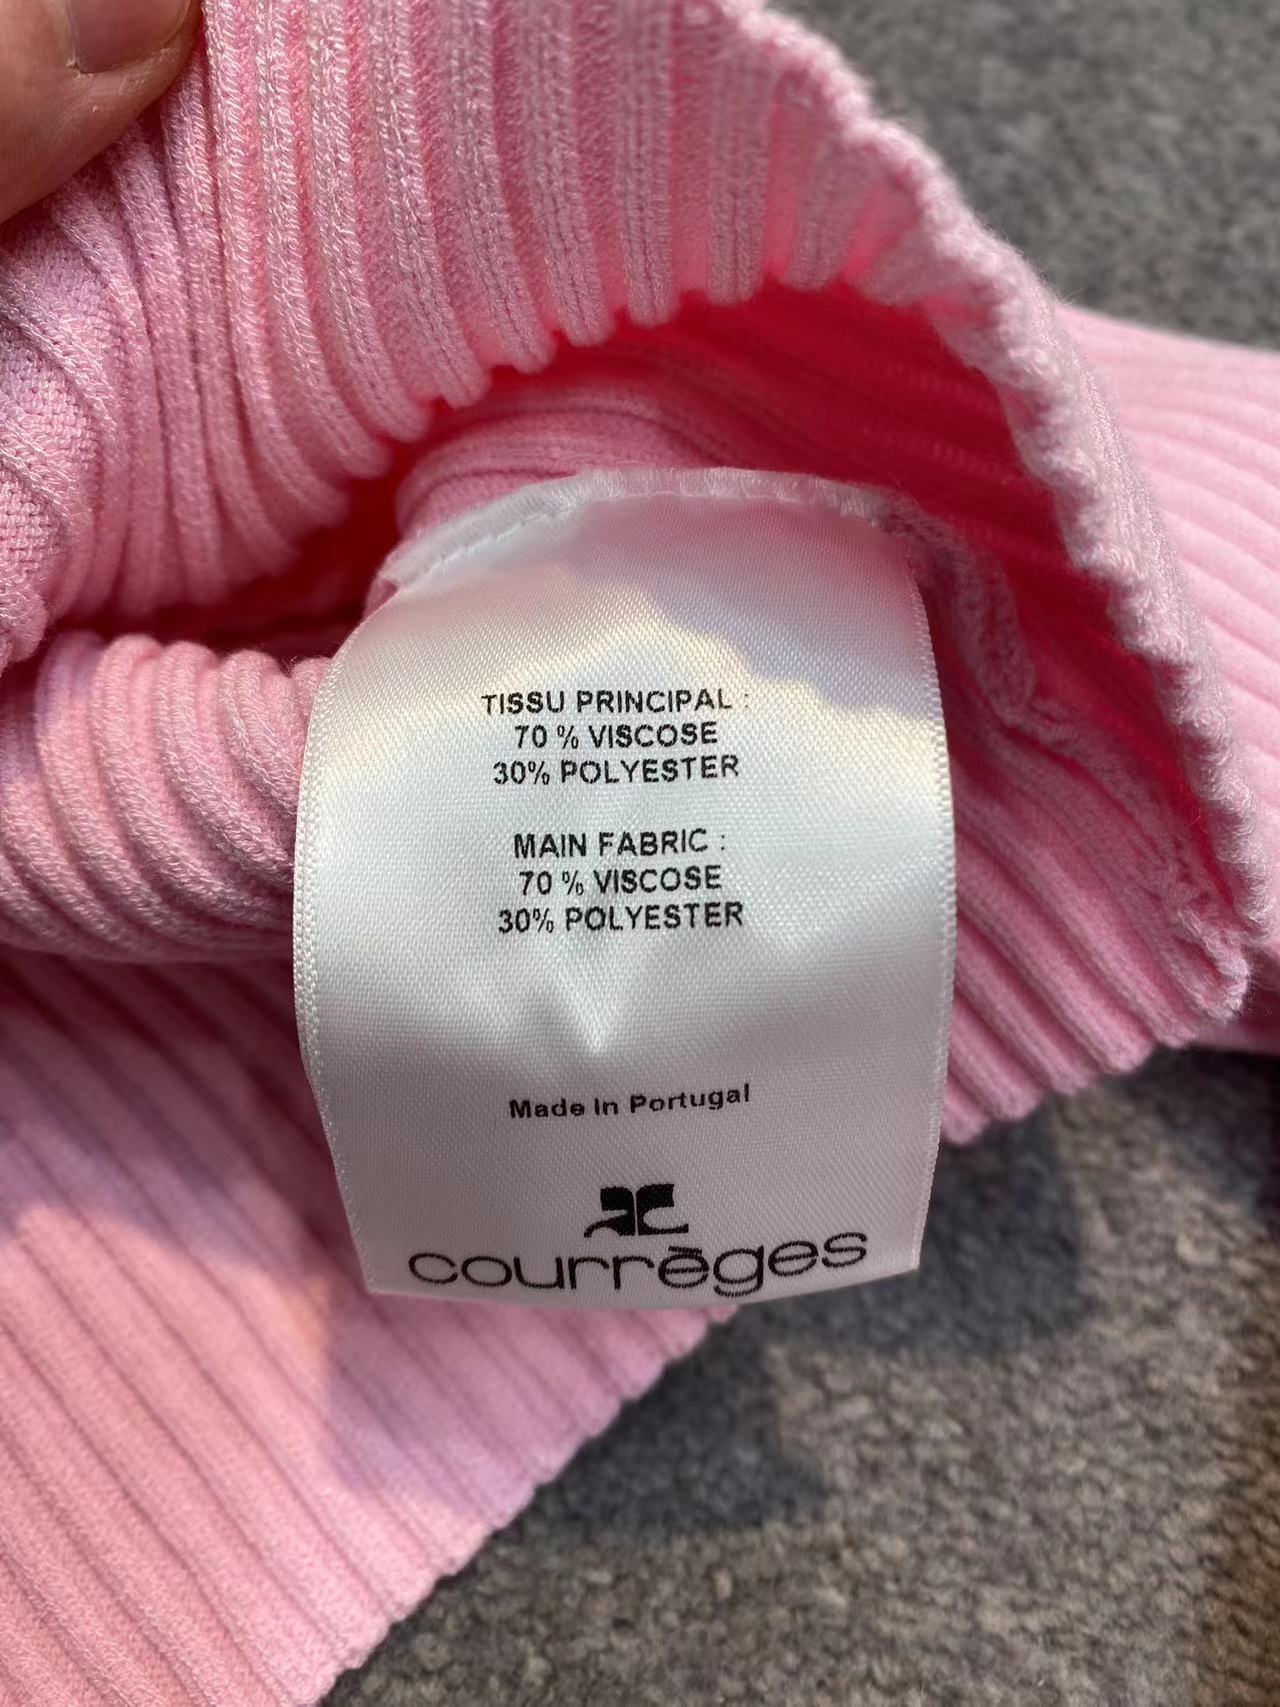 TISSU PRINCIPAL :
70 % VISCOSE
30% POLYESTER
MAIN FABRIC :
70 % VISCOSE
30% POLYESTER
Made in Portugal
courrèges